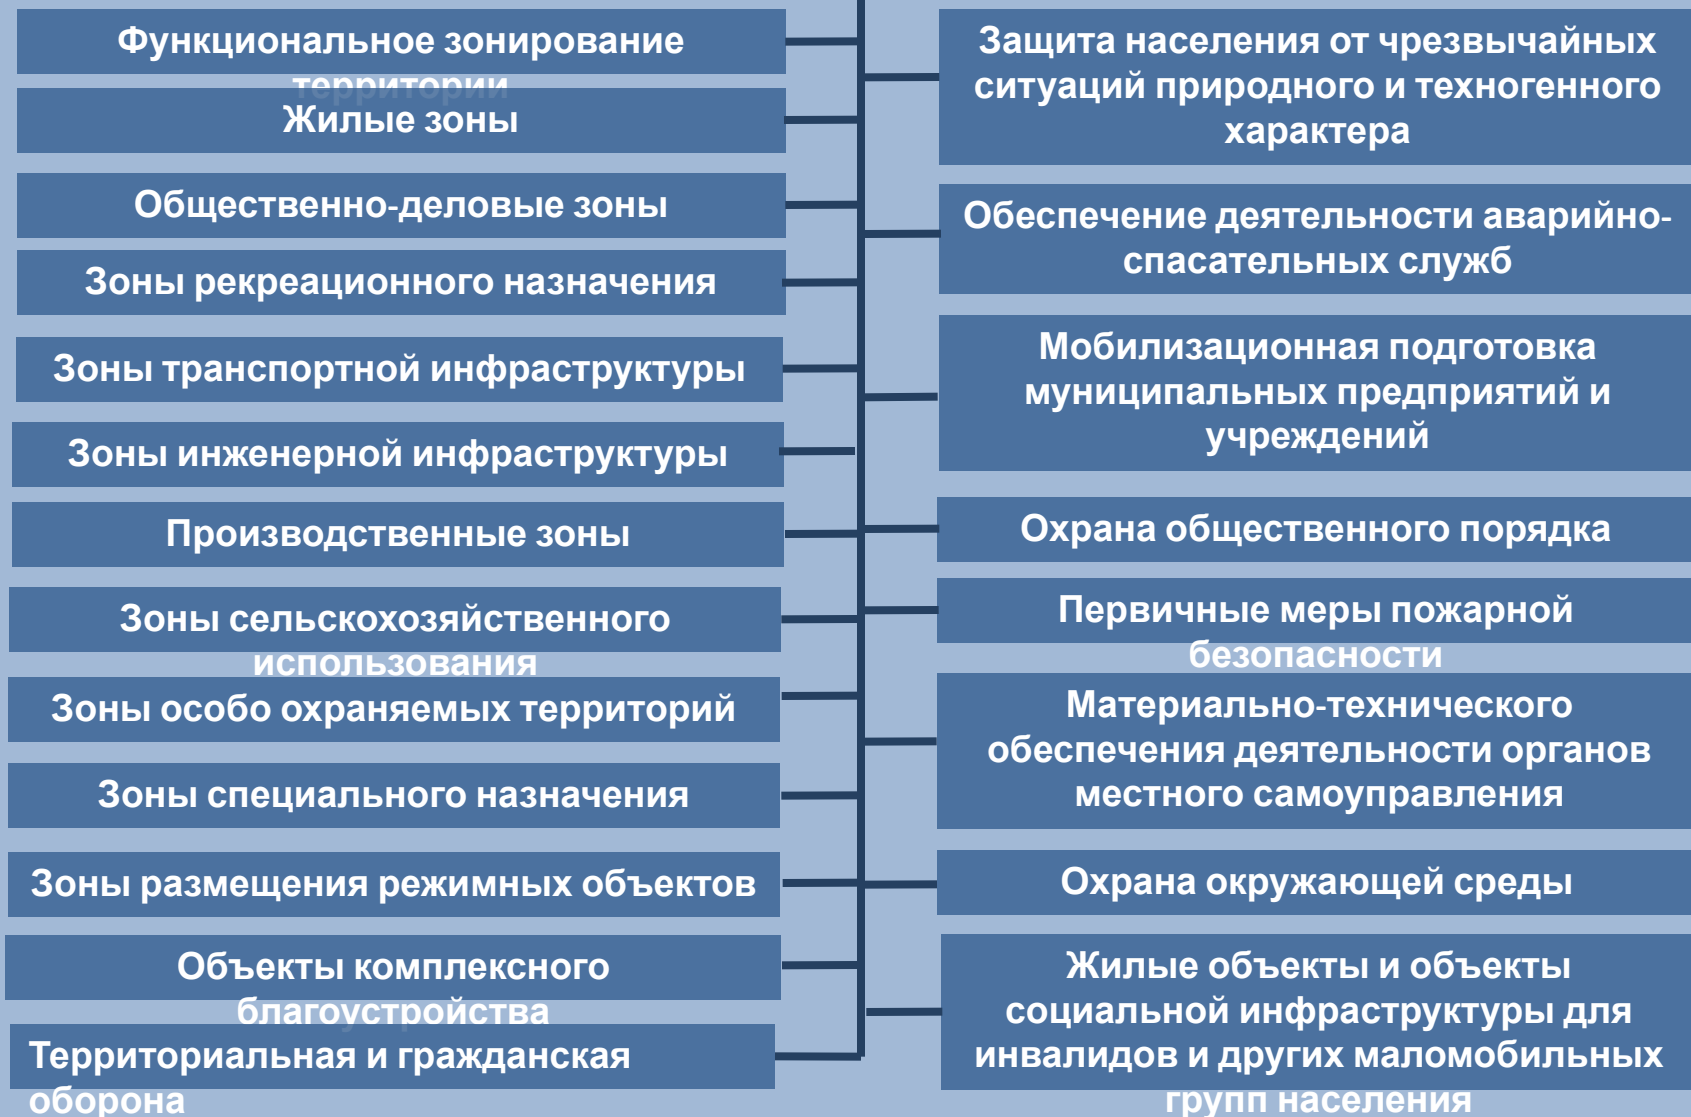 Функциональное зонирование
территории
Жилые зоны
Общественно-деловые зоны
Зоны рекреационного назначения
Зоны транспортной инфраструктуры
Зоны инженерной инфраструктуры
Производственные зоны
Зоны сельскохозяйственного
использования
Зоны особо охраняемых территорий
Зоны специального назначения
Зоны размещения режимных объектов
Объекты комплексного
благоустройства
Территориальная и гражданская
оборона
Защита населения от чрезвычайных
ситуаций природного и техногенного
характера
Обеспечение деятельности аварийно-
спасательных служб
Мобилизационная подготовка
муниципальных предприятий и
учреждений
Охрана общественного порядка
Первичные меры пожарной
безопасности
Материально-технического
обеспечения деятельности органов
местного самоуправления
Охрана окружающей среды
Жилые объекты и объекты
социальной инфраструктуры для
инвалидов и других маломобильных
групп населения